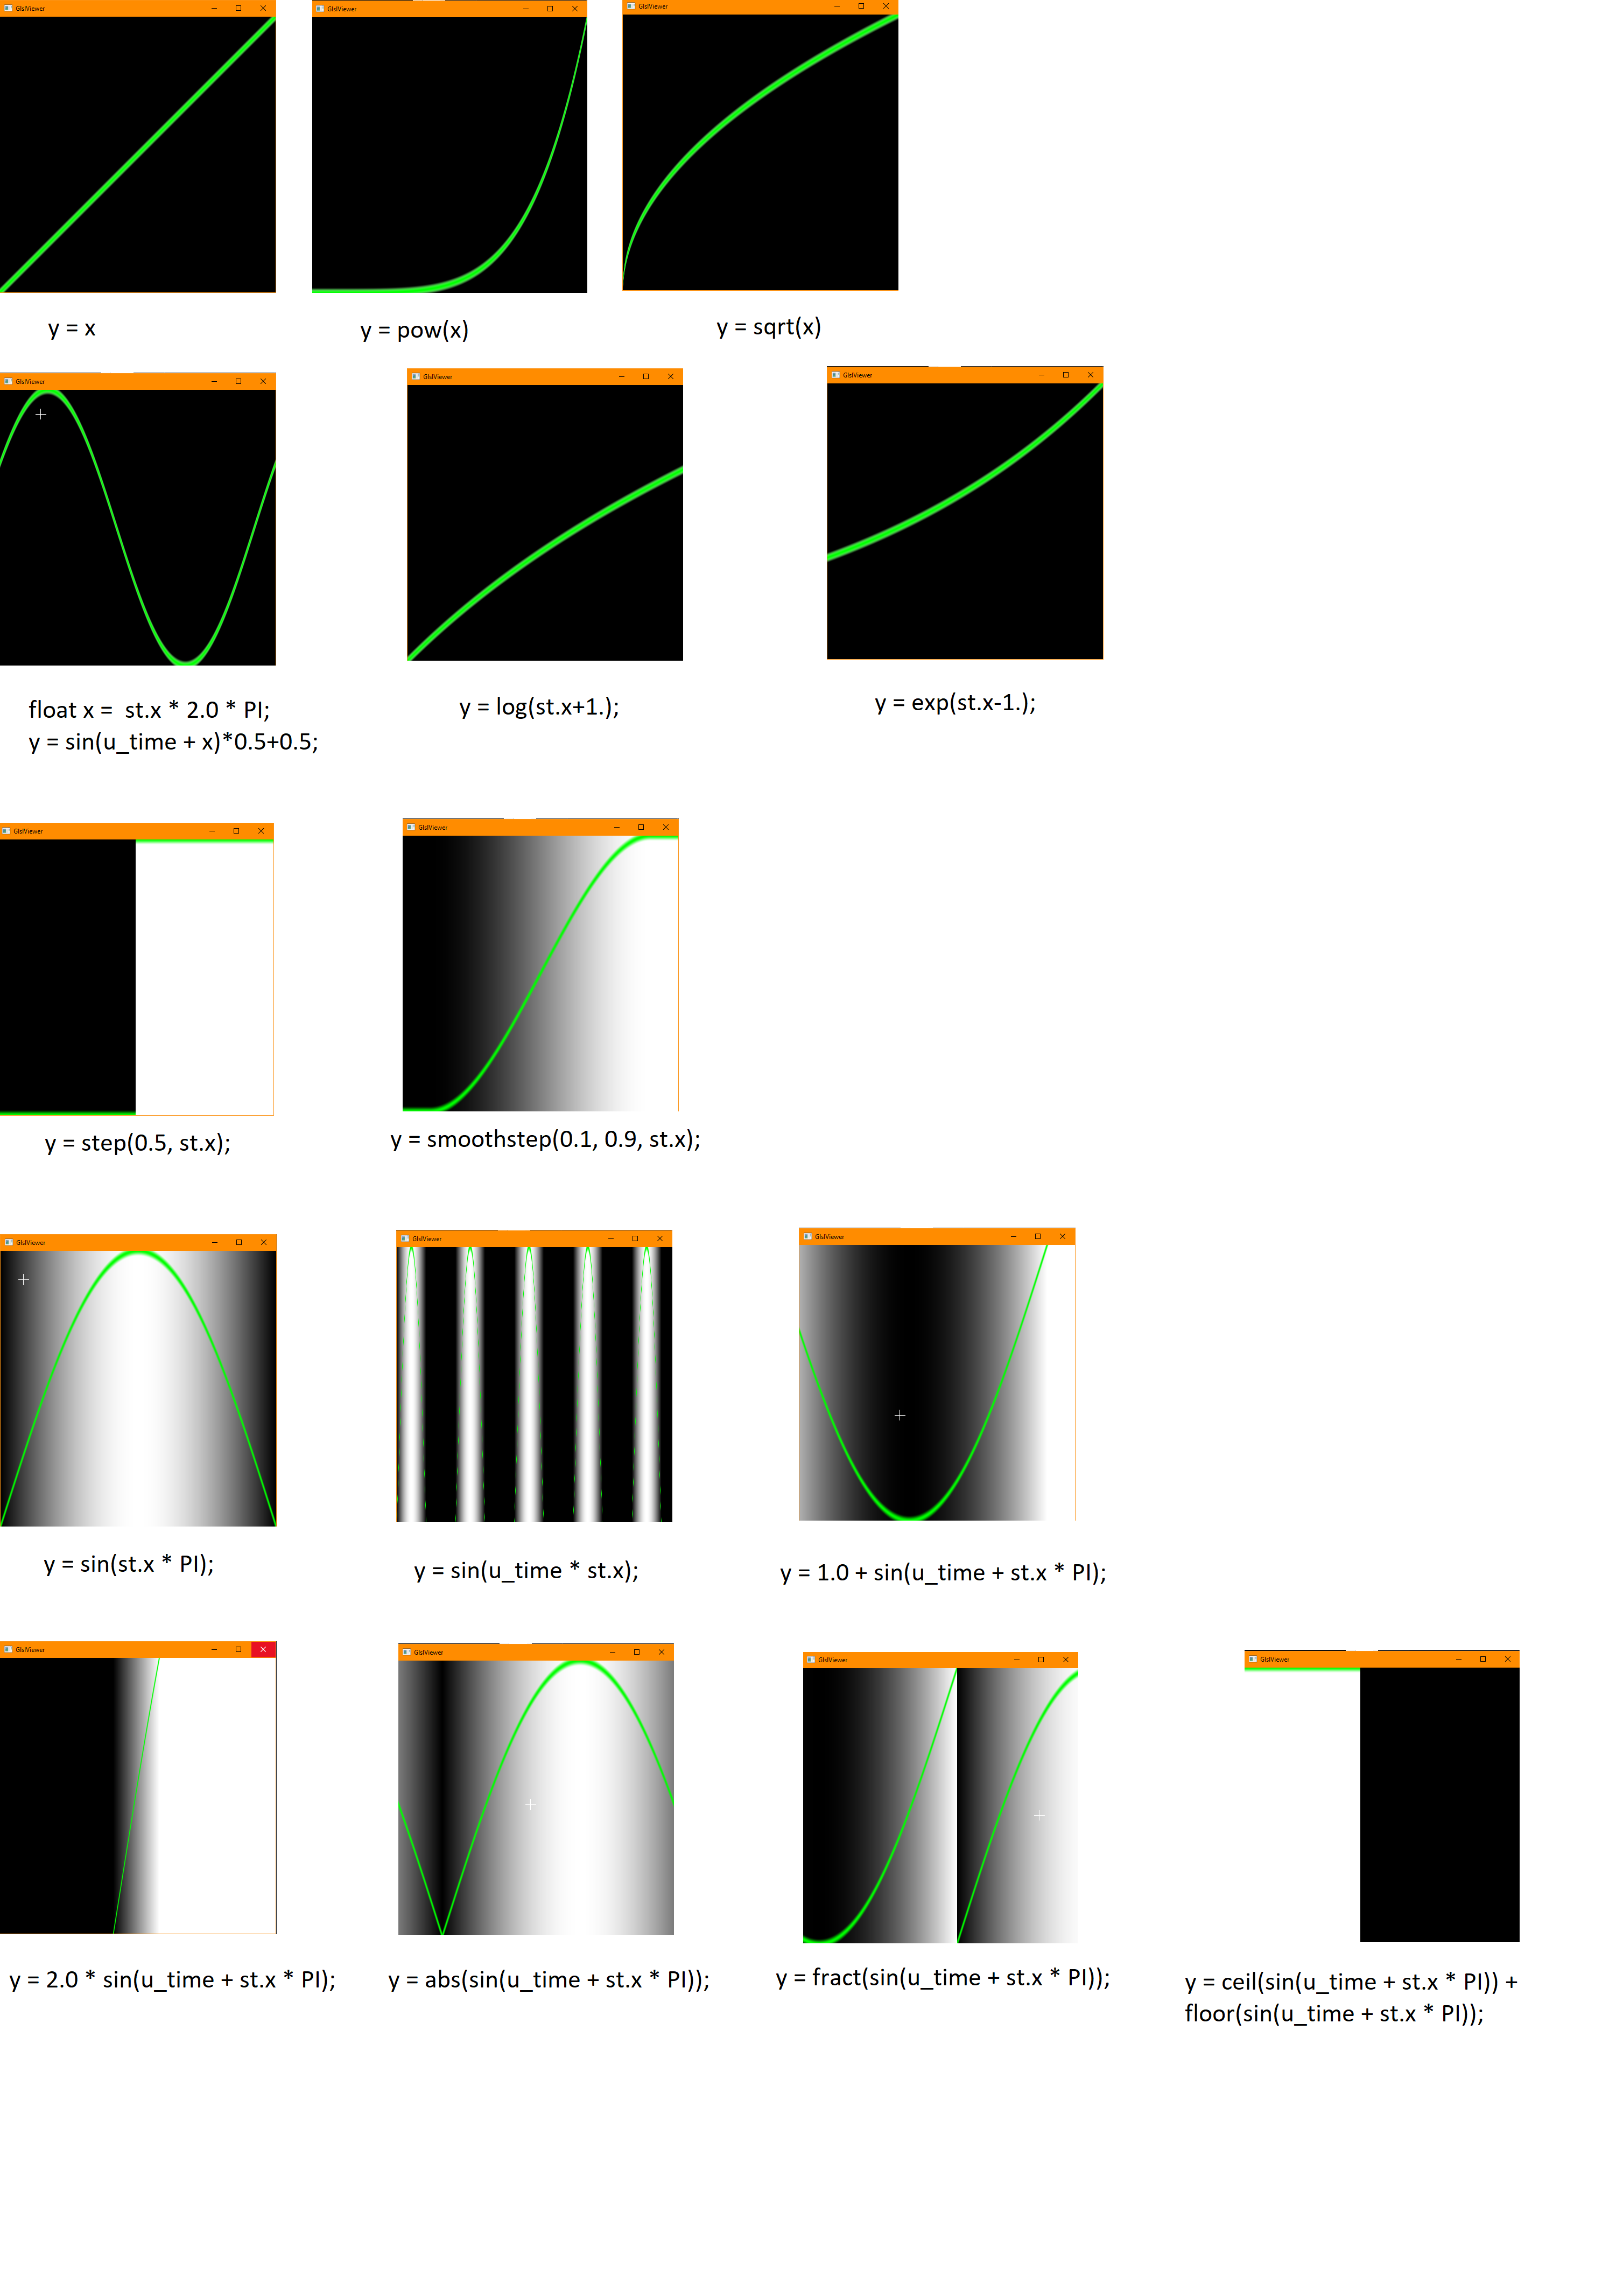 GlslViewer
GlslViewer
GlslViewer
y = x
y = pow(x)
y = sqrt(x)
GlslViewer
GlslViewer
GlslViewer
float x =  st.x * 2.0 * PI;
y = sin(u_time + x)*0.5+0.5;
y = log(st.x+1.);
y = exp(st.x-1.);
GlslViewer
GlslViewer
y = step(0.5, st.x);
y = smoothstep(0.1, 0.9, st.x);
GlslViewer
GlslViewer
GlslViewer
y = sin(st.x * PI);
y = sin(u_time * st.x);
y = 1.0 + sin(u_time + st.x * PI);
GlslViewer
GlslViewer
GlslViewer
GlslViewer
y = 2.0 * sin(u_time + st.x * PI);
y = abs(sin(u_time + st.x * PI));
y = fract(sin(u_time + st.x * PI));
y = ceil(sin(u_time + st.x * PI)) +
floor(sin(u_time + st.x * PI));